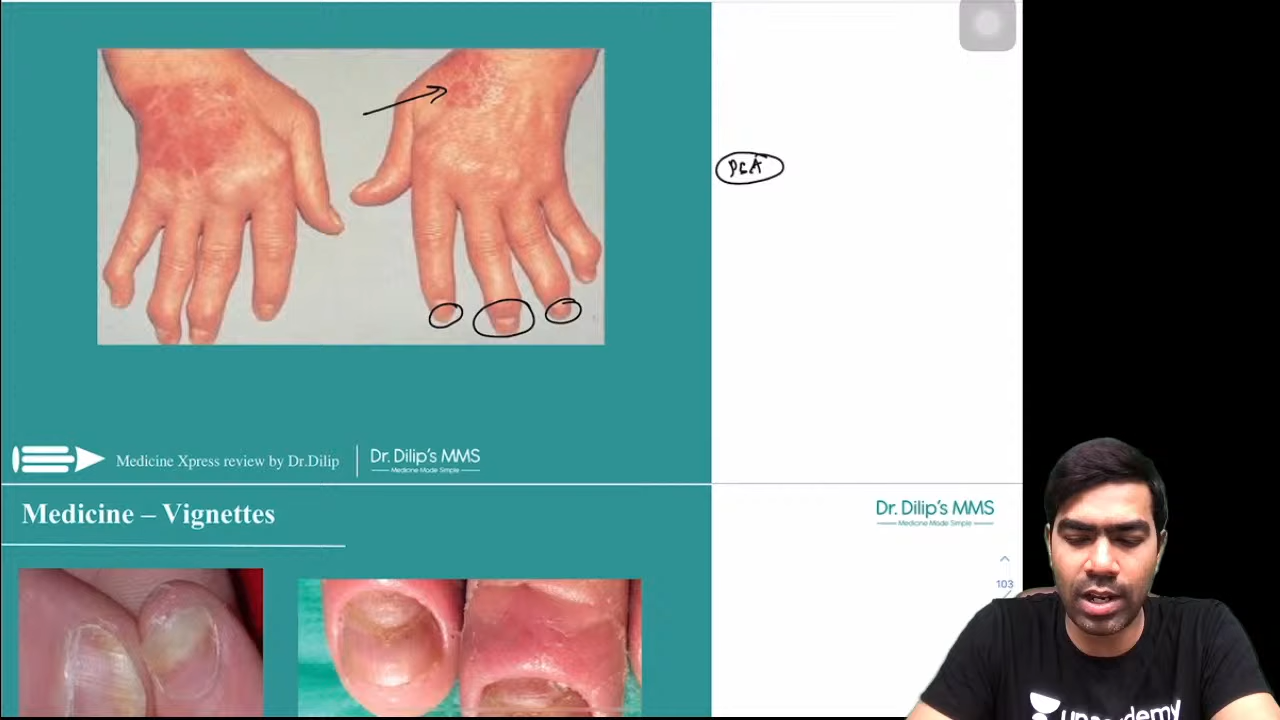 PsA
Medicine Xpress review by Dr.Dilip
Dr. Dilip's MMS
Medicine Made Simple
Medicine – Vignettes
Dr. Dilip's MMS
Medicine Made Simple
103
unacademy